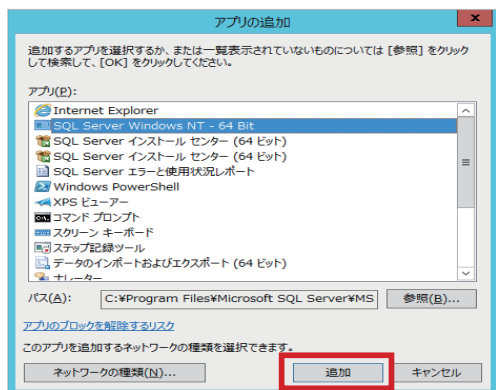 アプリの追加
追加するアプリを選択するか、または一覧表示されていないものについては [参照] をクリック
して検索して、[OK] をクリックしてください。
アプリ(P):
Internet Explorer
SQL Server Windows NT - 64 Bit
SQL Server インストール センター (64 ビット)
SQL Server インストール センター (64 ビット)
SQL Server エラーと使用状況レポート
Windows PowerShell
XPS ビューアー
コマンド プロンプト
スクリーン キーボード
ステップ記録ツール
データのインポートおよびエクスポート (64 ビット)
ナレーター
パス(A): C:¥Program Files¥Microsoft SQL Server¥MS 参照(B)...
アプリのブロックを解除するリスク
このアプリを追加するネットワークの種類を選択できます。
ネットワークの種類(N)... 追加 キャンセル